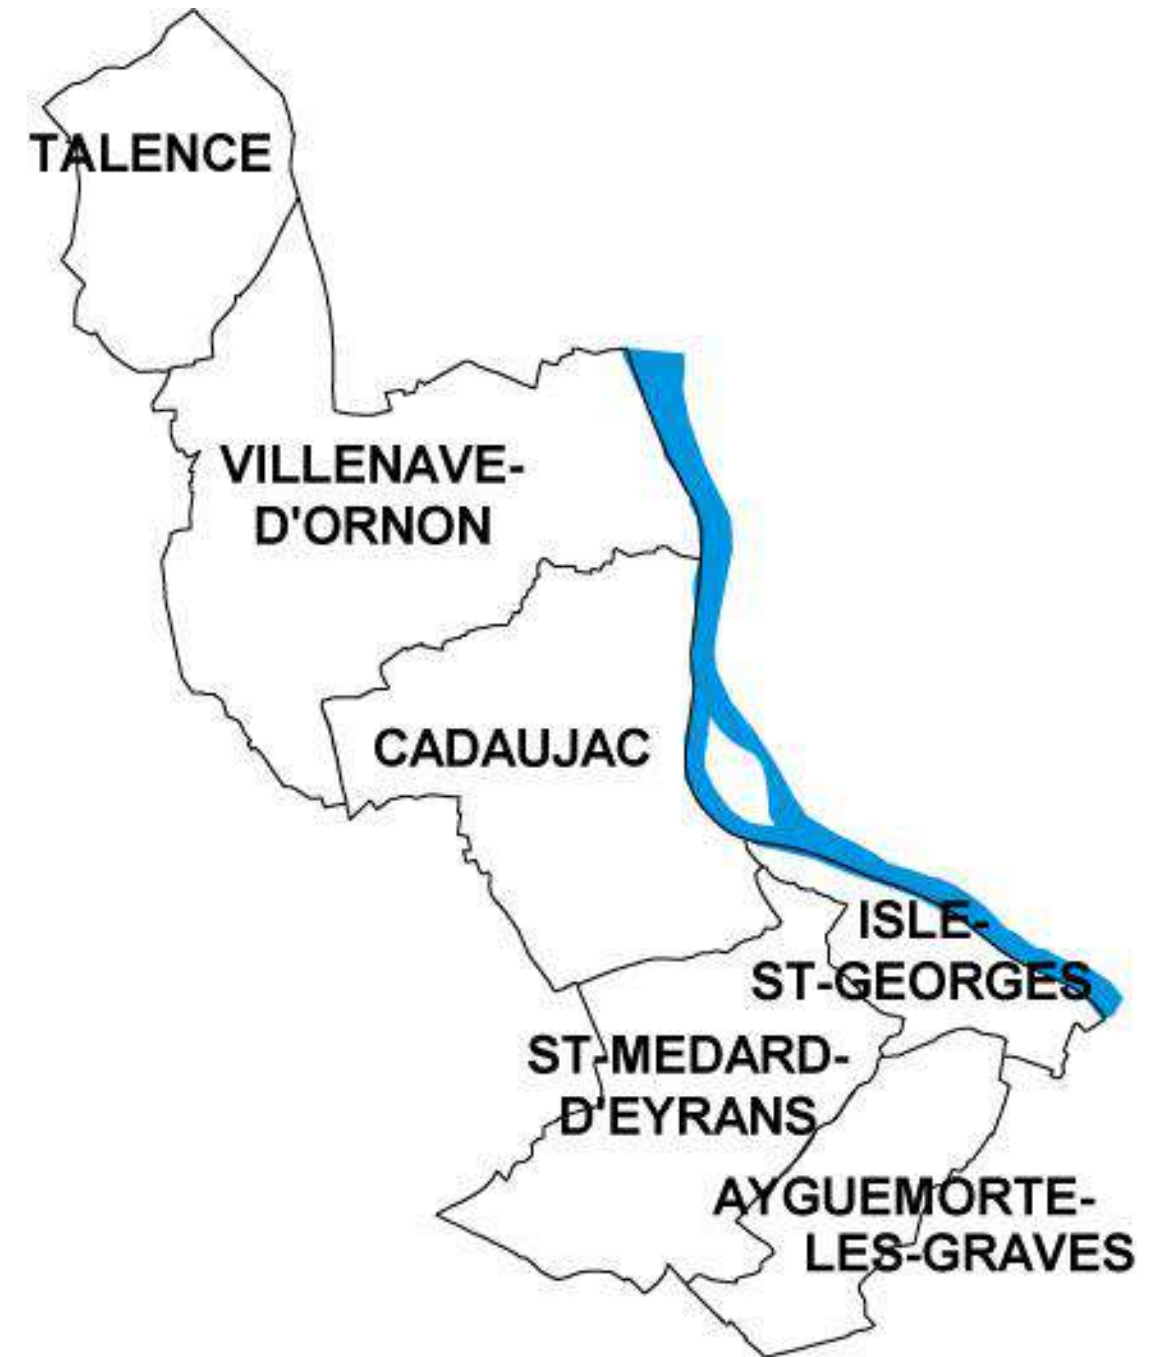 TALENCE
VILLENAVE-
D'ORNON
CADAUJAC
ISLE-
ST-GEORGES
ST-MEDARD-
D'EYRANS
AYGUEMORTE-
LES-GRAVES